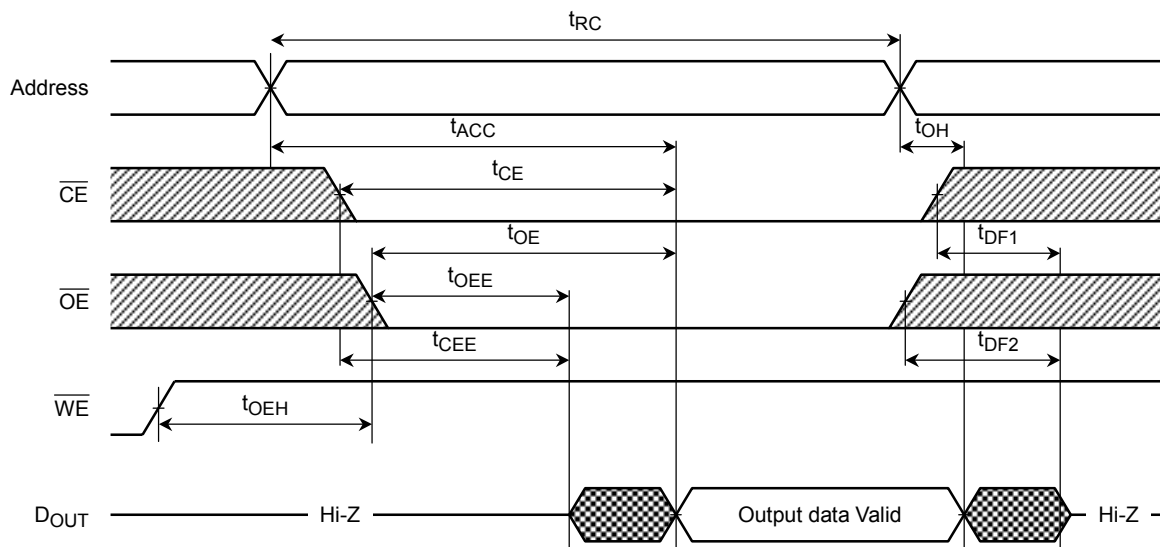 tRC
Address
tACC
tOH
CE
tCE
tOE
tDF1
OE
tOEE
tCEE
tDF2
WE
tOEH
DOUT
Hi-Z
Output data Valid
Hi-Z